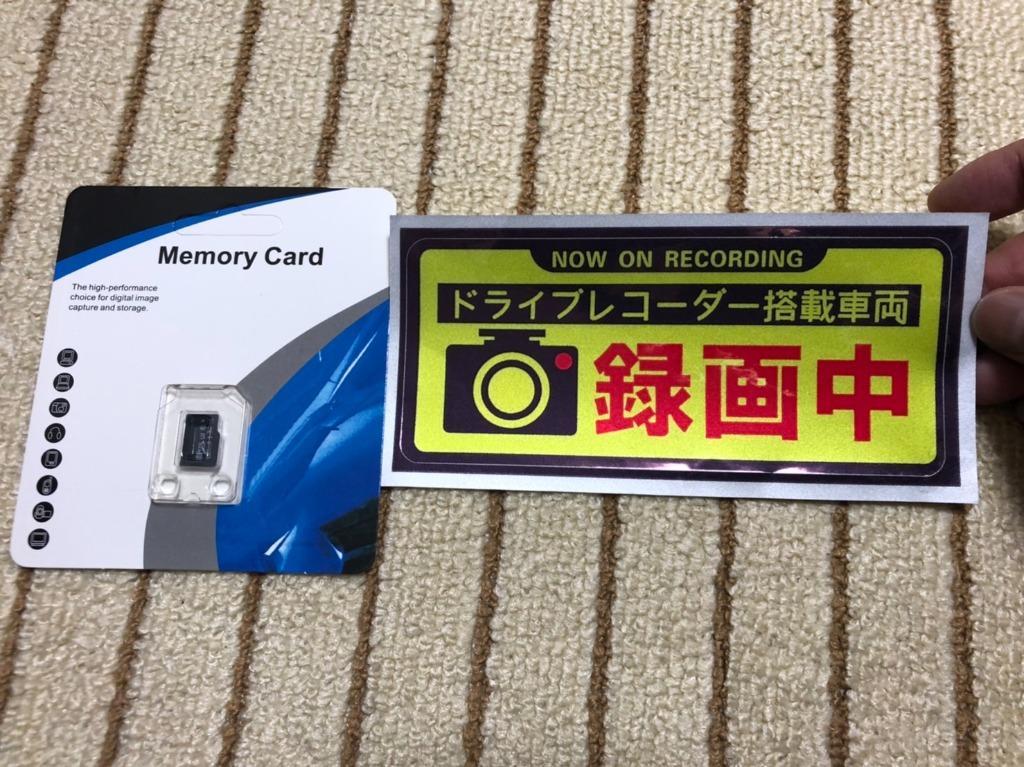 Memory Card
The high-performance
choice for digital image
capture and storage.
NOW ON RECORDING
ドライブレコーダー搭載車両
録画中